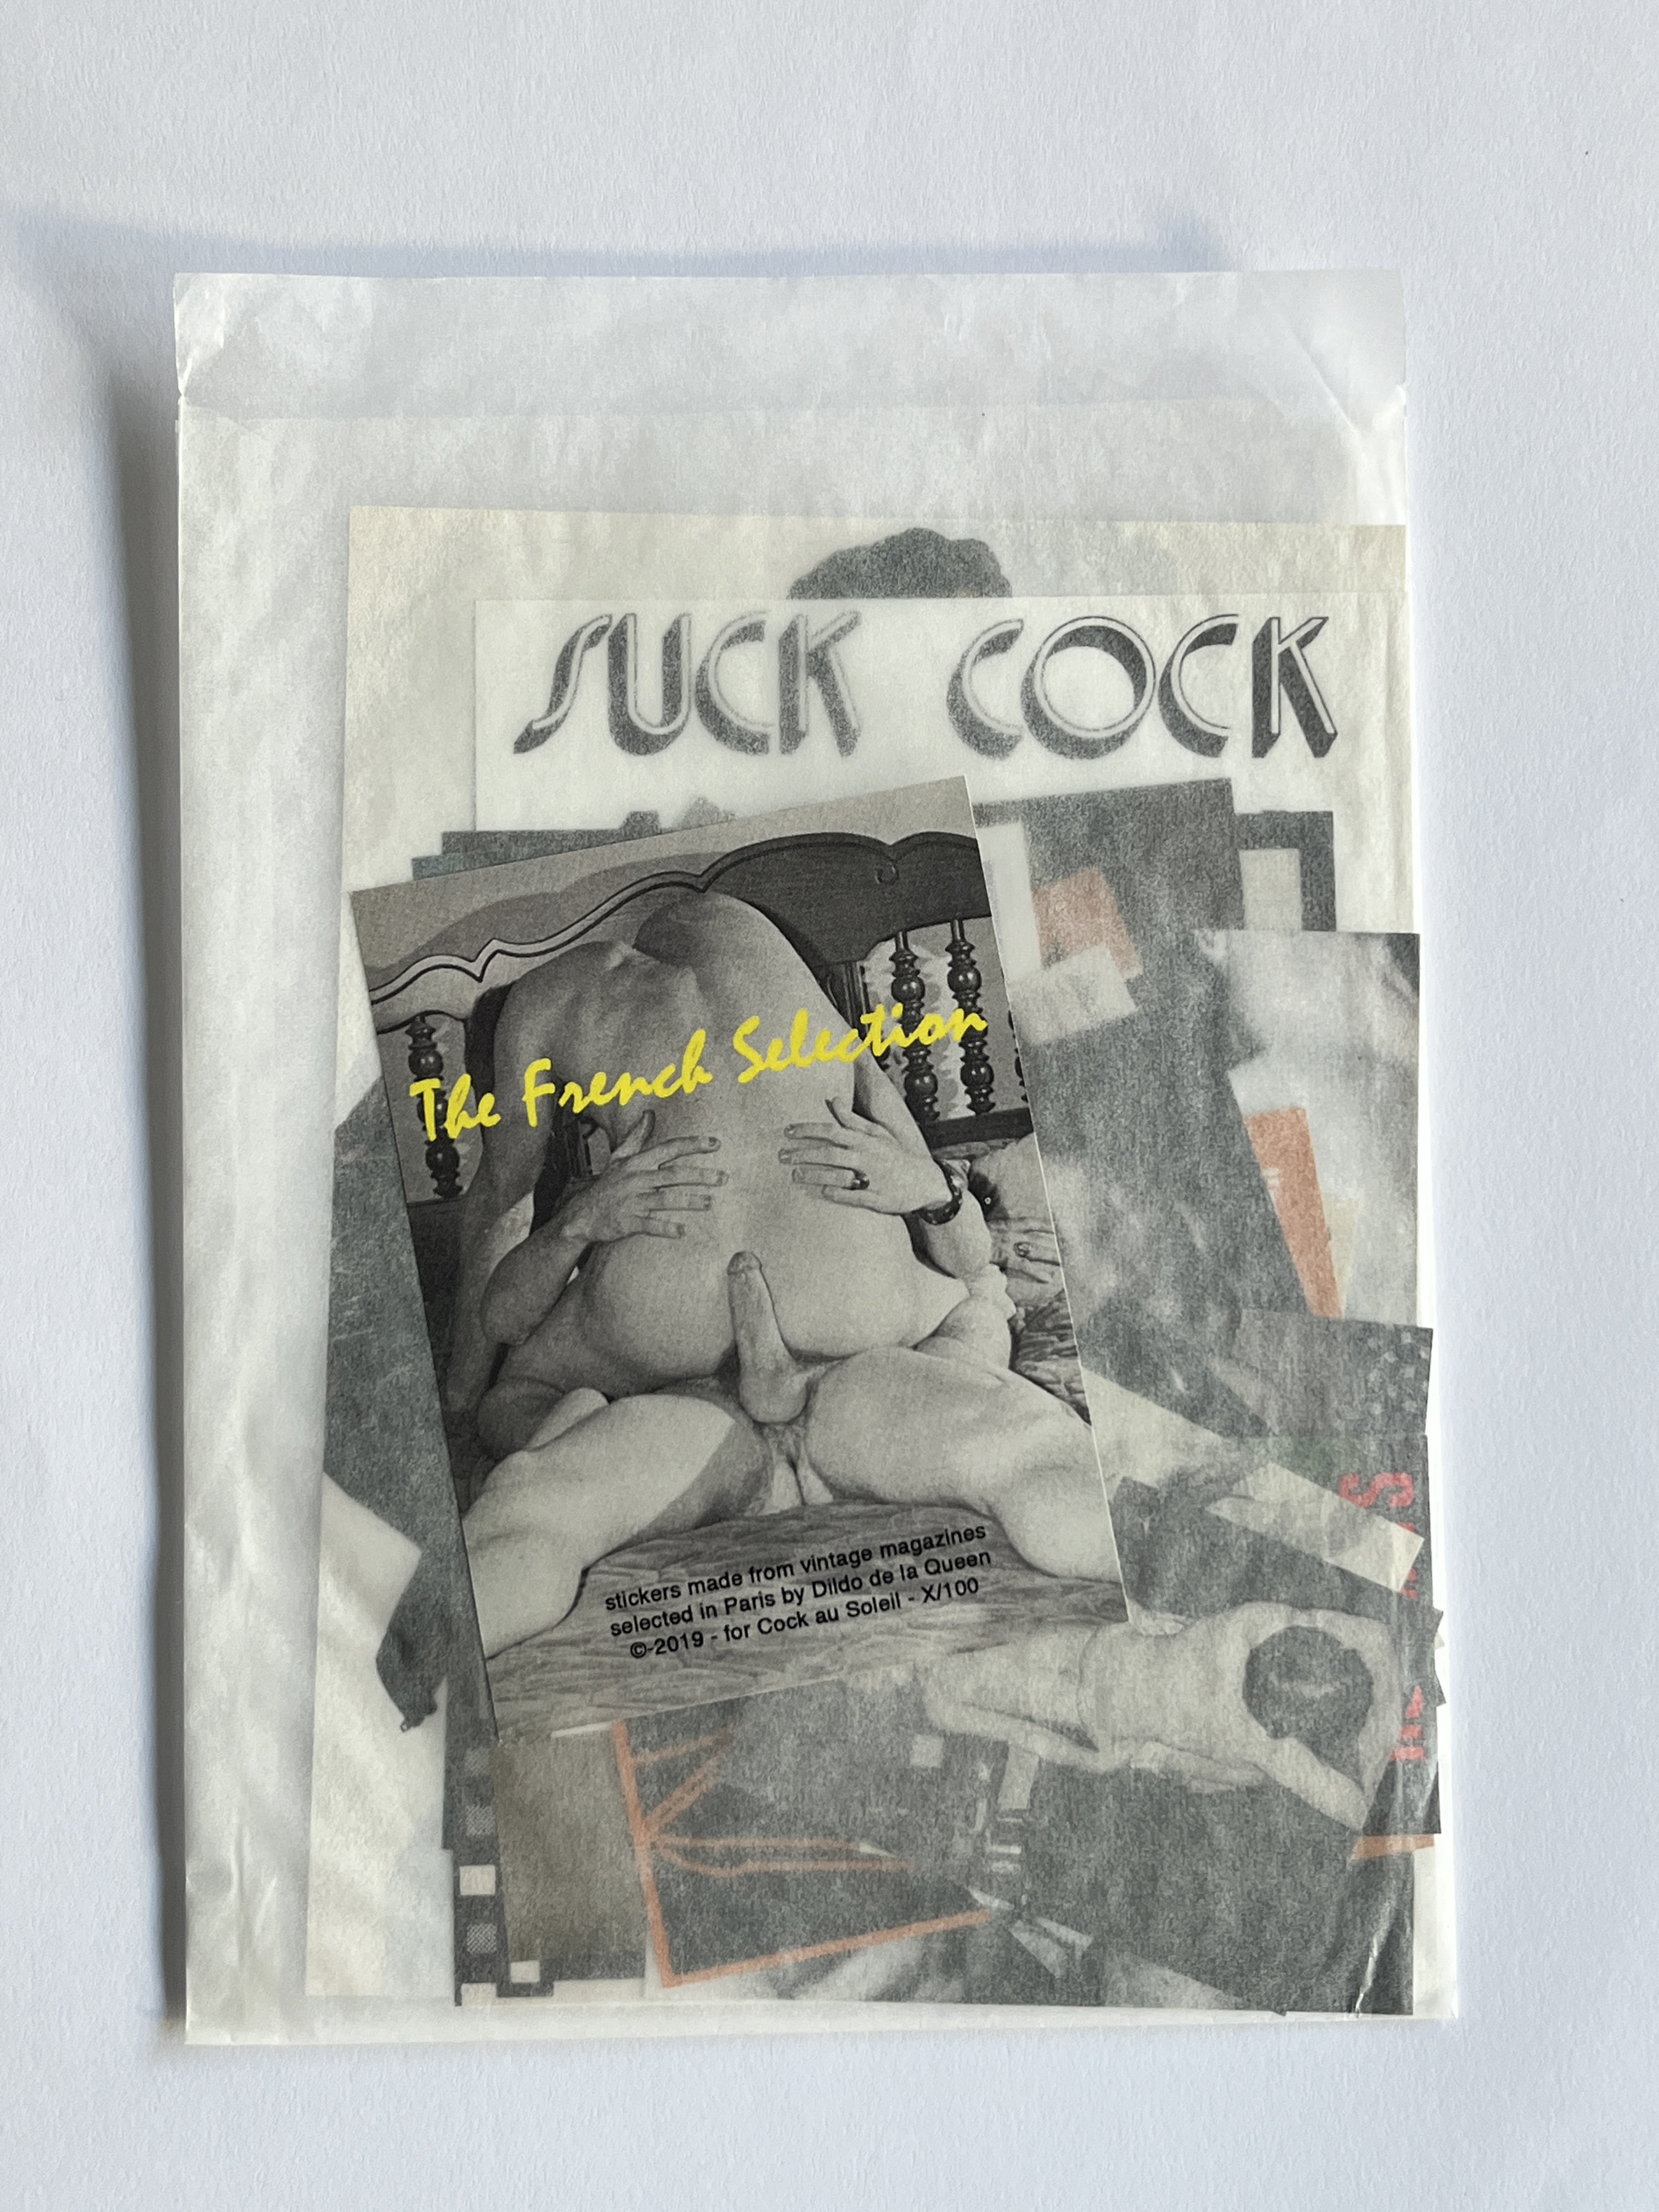 SUCK COCK
The French Selection
stickers made from vintage magazines
selected in Paris by Dildo de la Queen
©-2019 - for Cock au Soleil - X/100